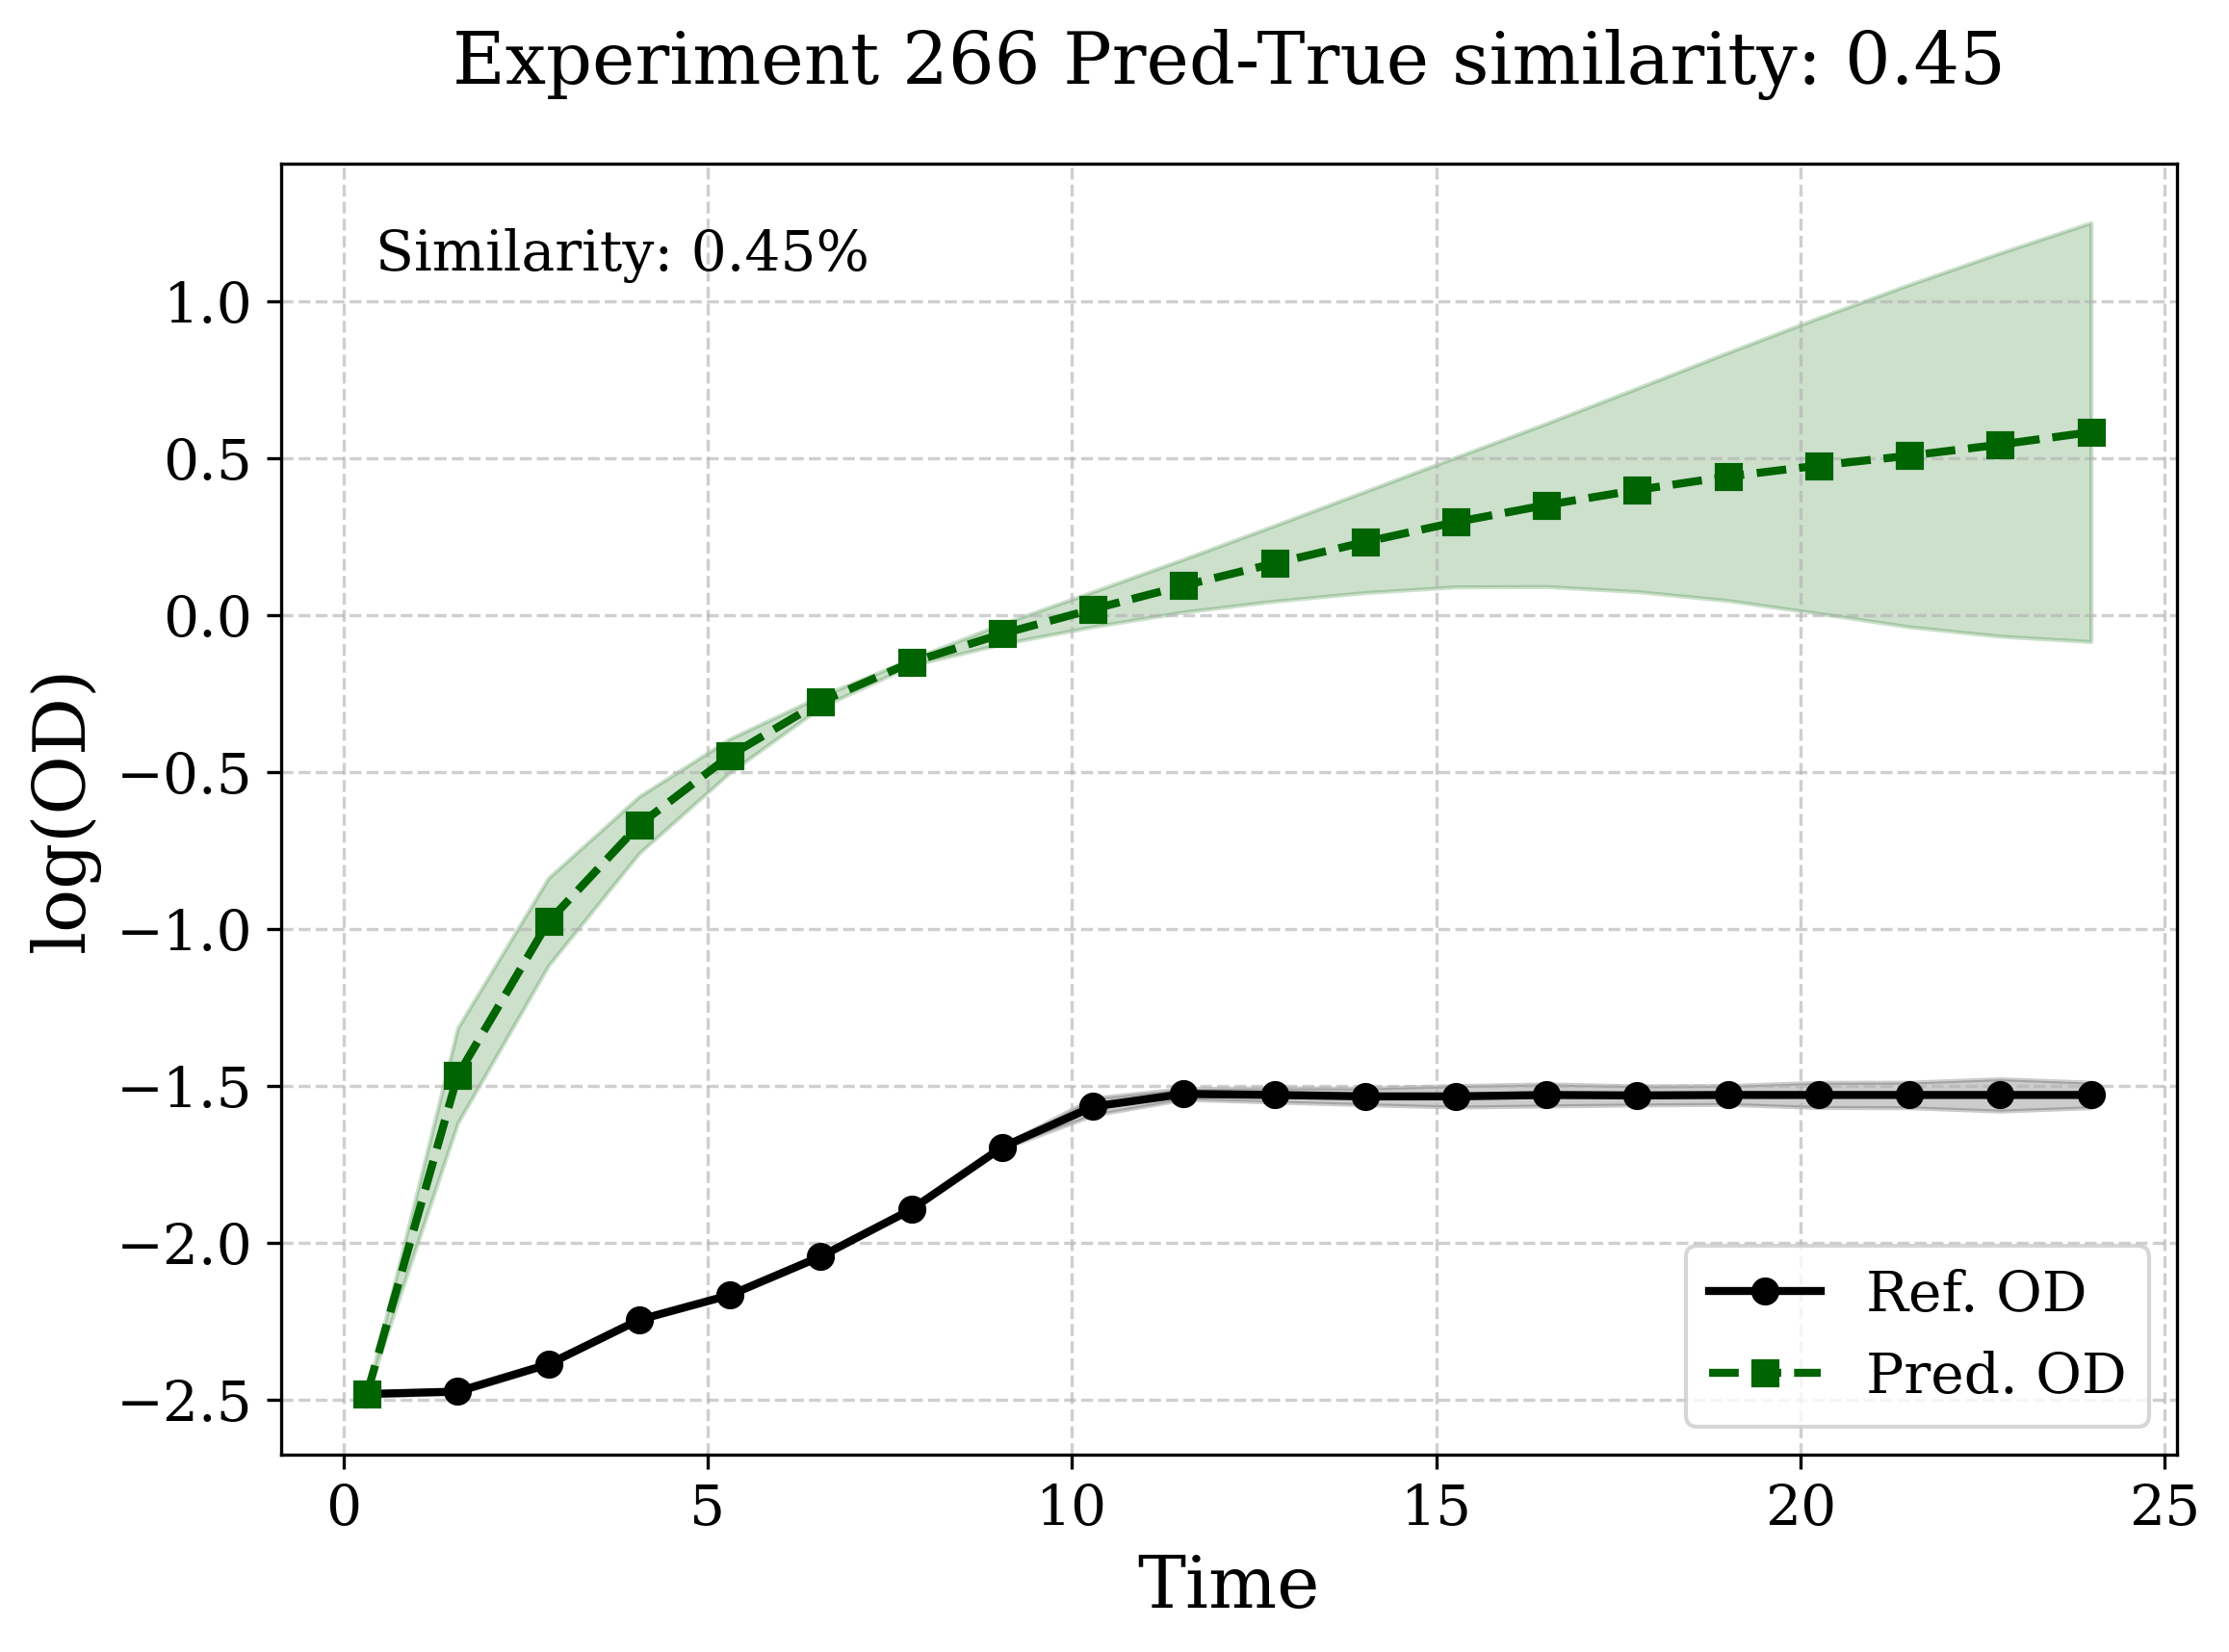 Experiment 266 Pred-True similarity: 0.45
Similarity: 0.45%
1.0
0.5
0.0
−0.5
−1.0
−1.5
−2.0
−2.5
log(OD)
Ref. OD
Pred. OD
0 5 10 15 20 25
Time